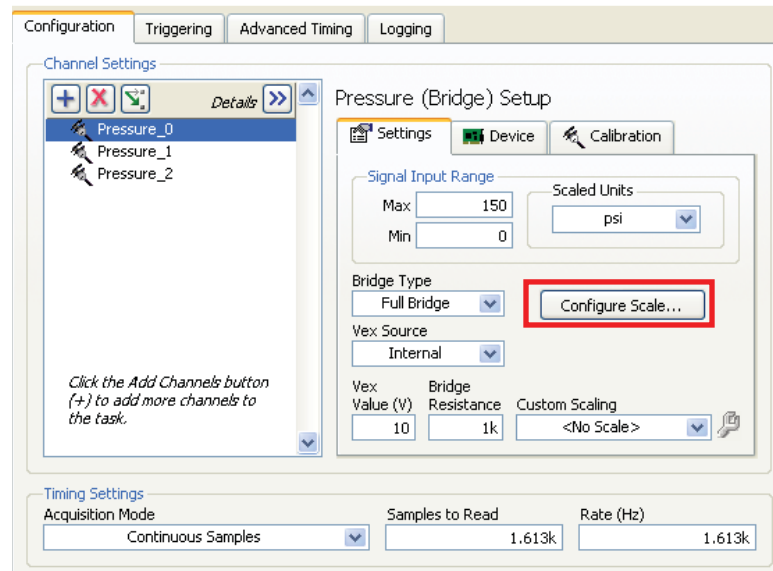 Configuration
Triggering
Advanced Timing
Logging
Channel Settings
Details
Pressure_0
Pressure_1
Pressure_2
Click the Add Channels button
(+) to add more channels to
the task.
Pressure (Bridge) Setup
Settings
Device
Calibration
Signal Input Range
Max 150
Min 0
Scaled Units
psi
Bridge Type
Full Bridge
Configure Scale...
Vex Source
Internal
Vex
Value (V)
10
Bridge
Resistance
1k
Custom Scaling
<No Scale>
Timing Settings
Acquisition Mode
Continuous Samples
Samples to Read
1.613k
Rate (Hz)
1.613k